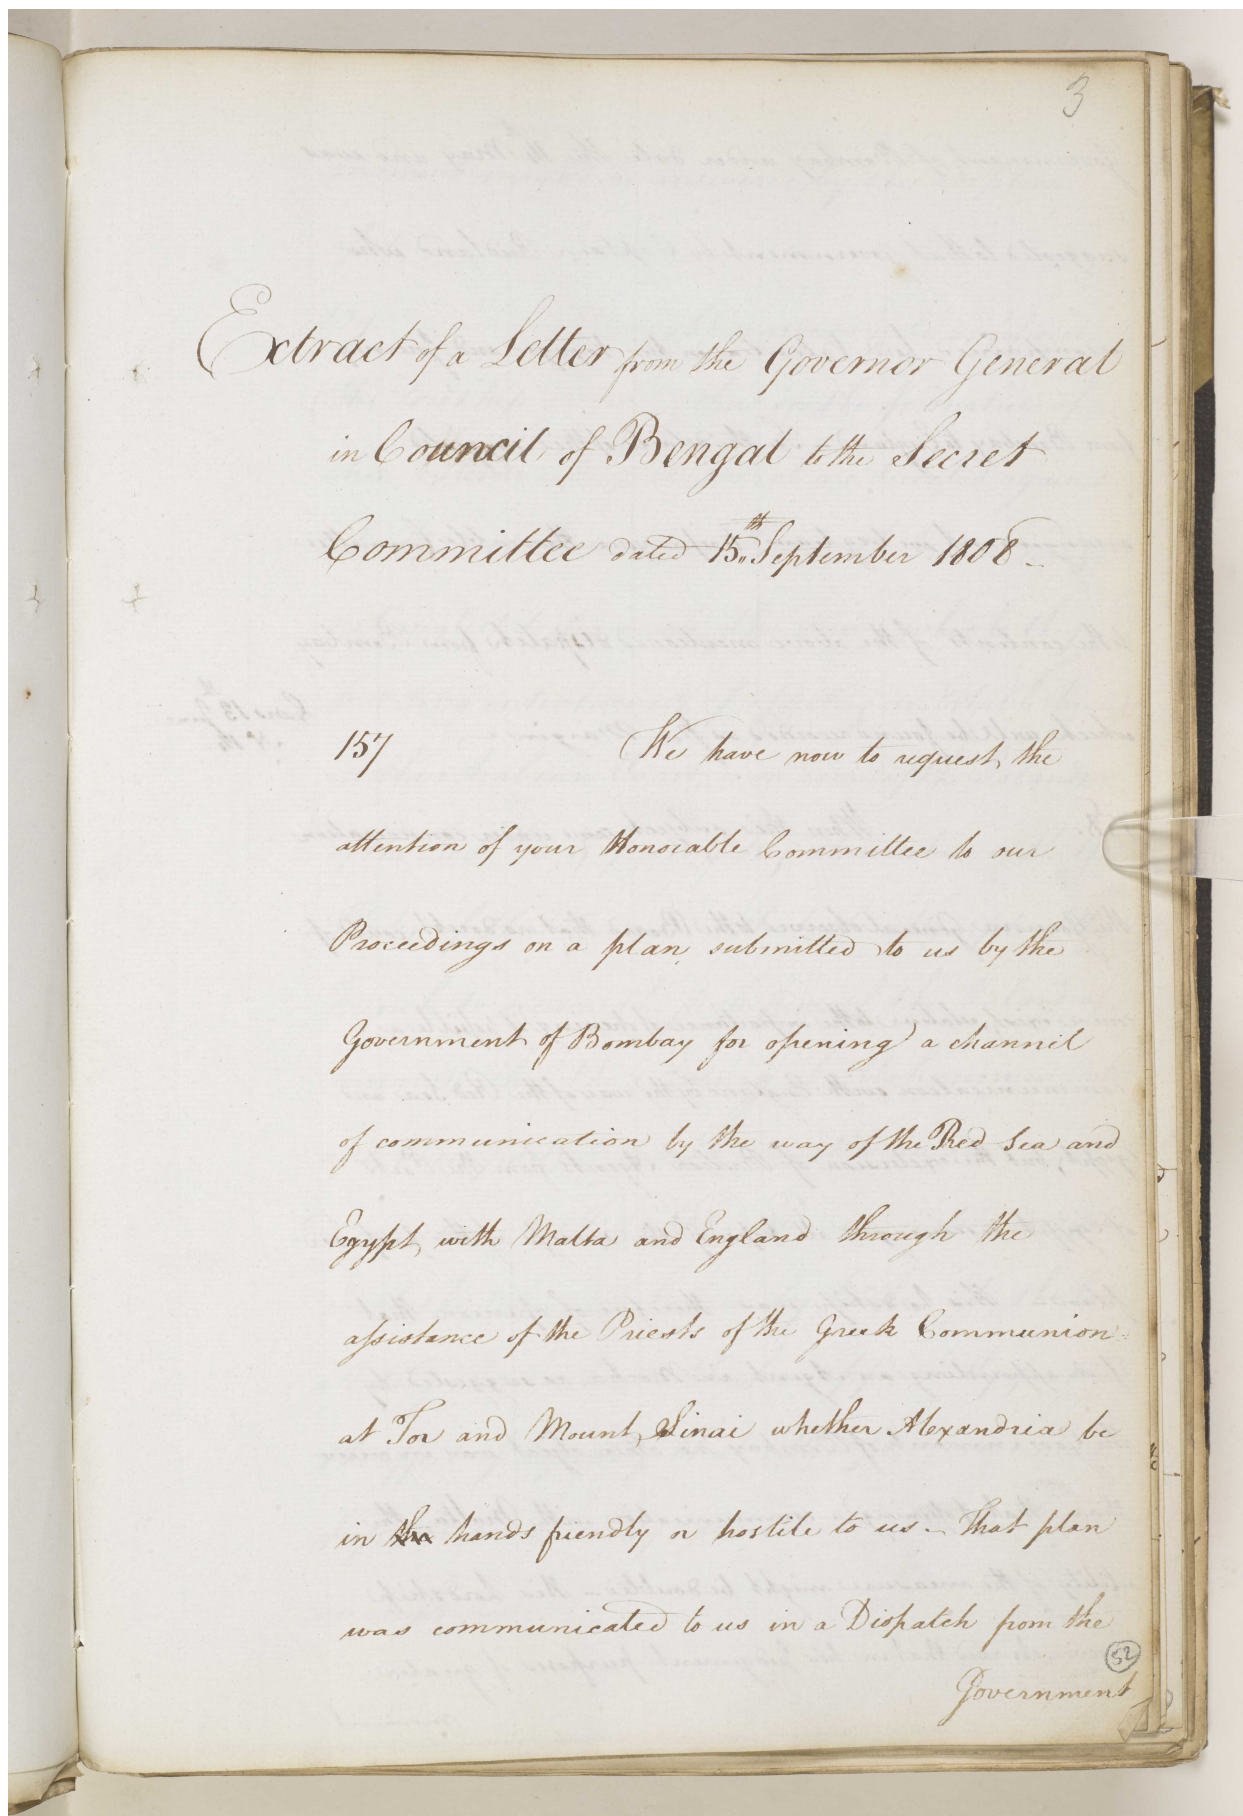 3
Extract of a Letter from the Governor General
in Council of Bengal to the Secret
Committee dated 15th September 1808 -
157 We have now to request the
attention of your Honorable Committee to our
Proceedings on a plan submitted to us by the
Government of Bombay for opening a channel
of communication by the way of the Red Sea and
Egypt with Malta and England through the
assistance of the Priests of the Greek Communion
at Tor and Mount Sinai whether Alexandria be
in the hands friendly or hostile to us - That plan
was communicated to us in a Dispatch from the
52
Government